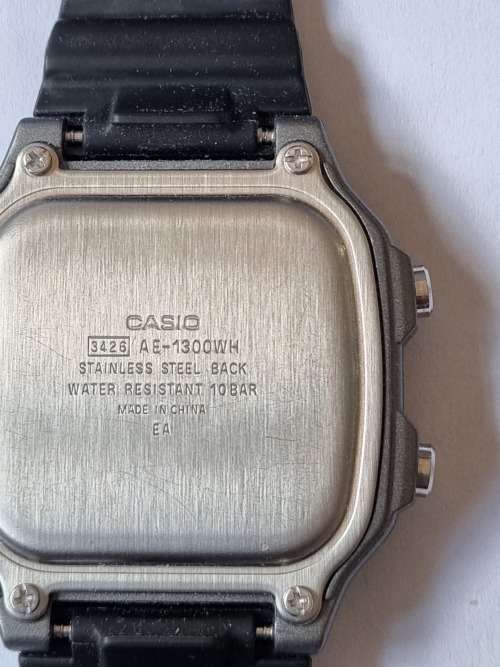 CASIO
3426 AE-1300WH
STAINLESS STEEL BACK
WATER RESISTANT 10BAR
MADE IN CHINA
EA